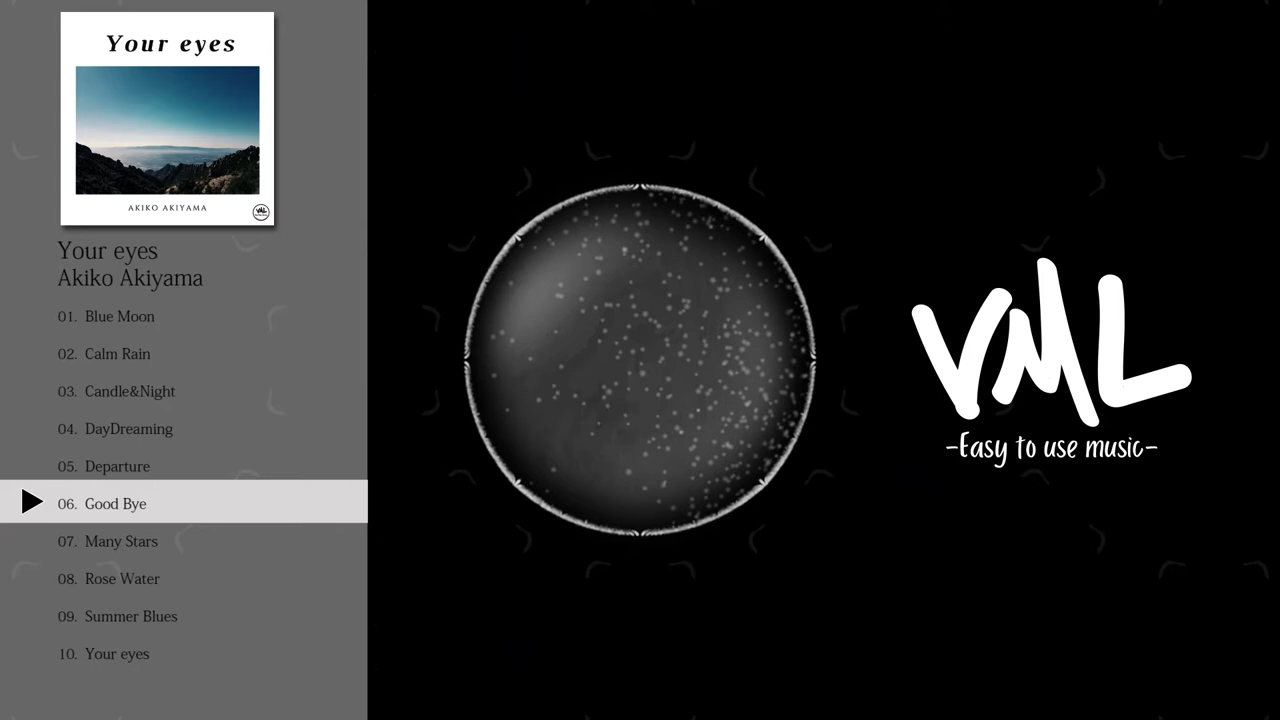 Your eyes
AKIKO AKIYAMA
VML
Your eyes
Akiko Akiyama
01. Blue Moon
02. Calm Rain
03. Candle&Night
04. DayDreaming
05. Departure
06. Good Bye
07. Many Stars
08. Rose Water
09. Summer Blues
10. Your eyes
VML
-Easy to use music-